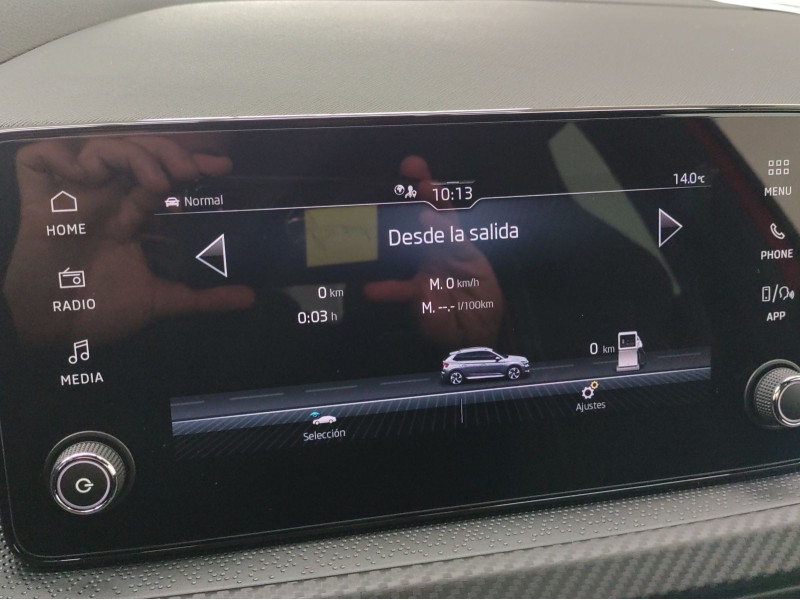 Normal
10:13
14.0°C
HOME
RADIO
MEDIA
Desde la salida
0 km
0:03 h
M. 0 km/h
M. --.- l/100km
0 km
Selección
Ajustes
MENU
PHONE
APP